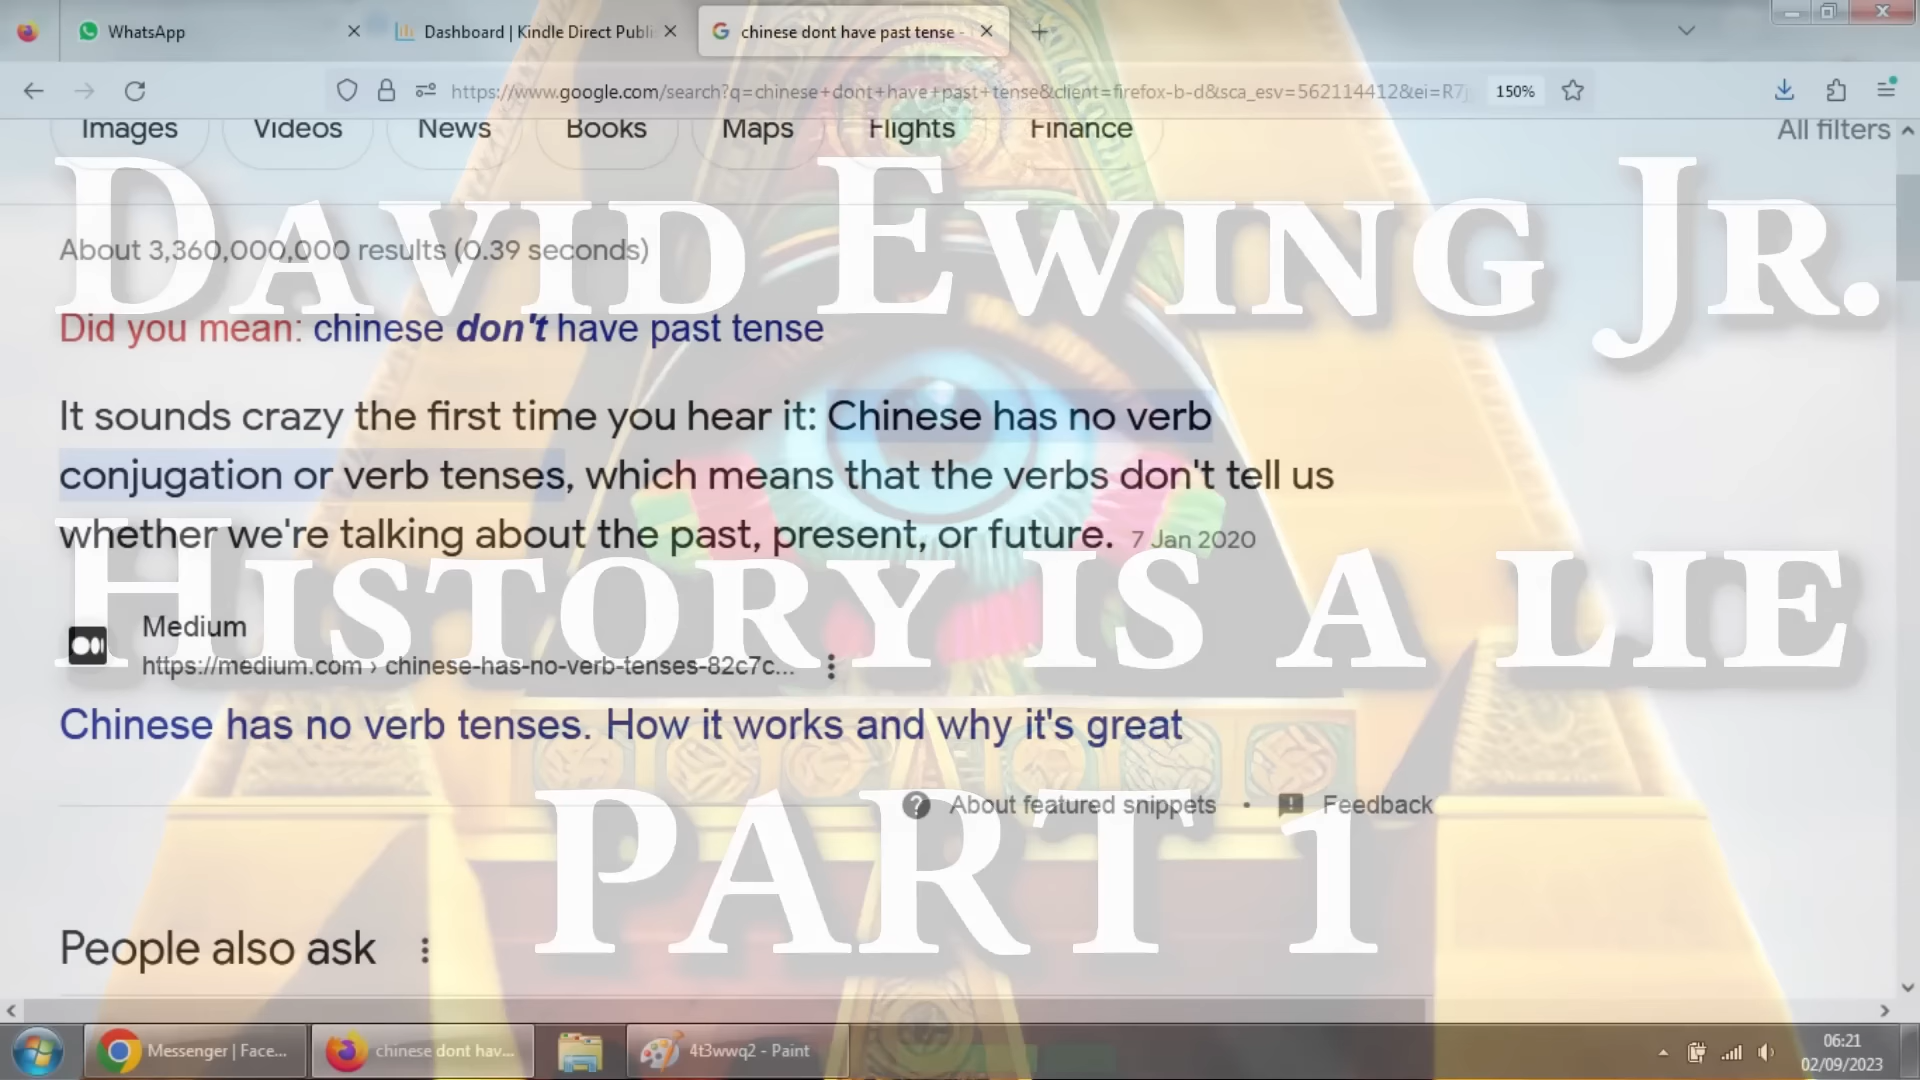 WhatsApp
Dashboard | Kindle Direct Publi
chinese dont have past tense -
https://www.google.com/search?q=chinese+dont+have+past+tense&client=firefox-b-d&sca_esv=562114412&ei=R7j
150%
Images
Videos
News
Books
Maps
Flights
Finance
All filters
David Ewing Jr.
About 3,360,000,000 results (0.39 seconds)
Did you mean: chinese don't have past tense
It sounds crazy the first time you hear it: Chinese has no verb
conjugation or verb tenses, which means that the verbs don't tell us
whether we're talking about the past, present, or future. 7 Jan 2020
History is a lie
Medium
https://medium.com › chinese-has-no-verb-tenses-82c7c...
Chinese has no verb tenses. How it works and why it's great
About featured snippets • Feedback
part 1
People also ask
Messenger | Face...
chinese dont hav...
4t3wwq2 - Paint
06:21
02/09/2023